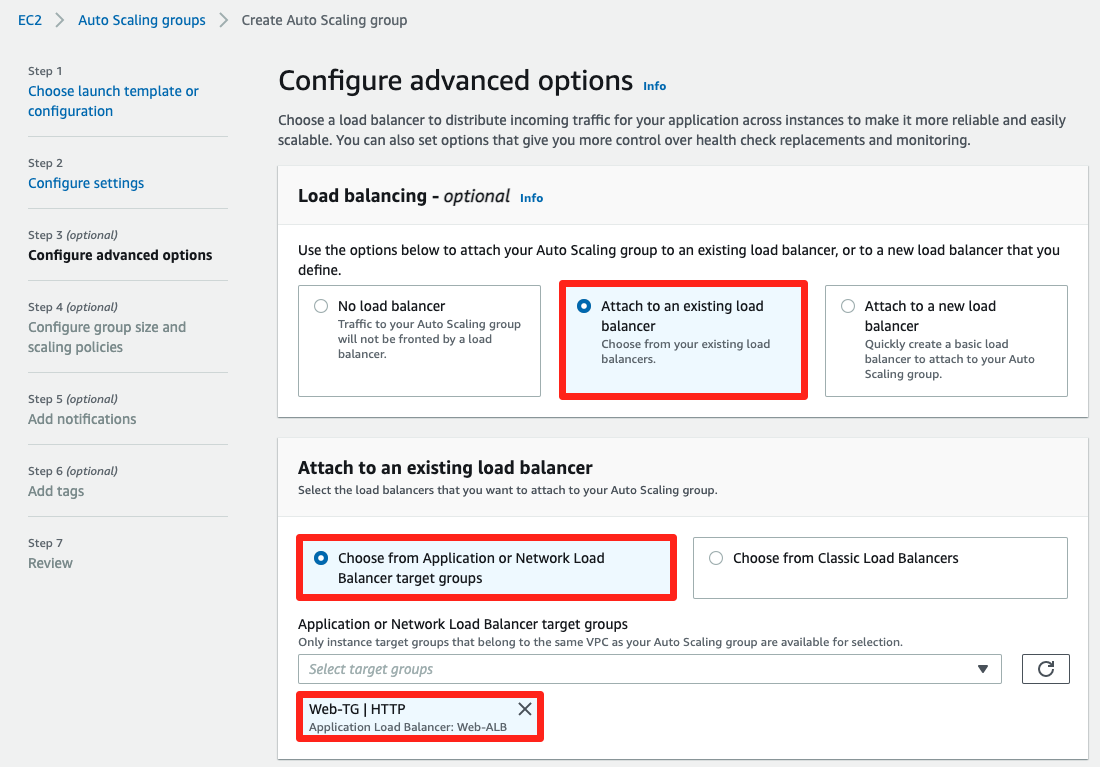 EC2 > Auto Scaling groups > Create Auto Scaling group
Step 1
Choose launch template or
configuration
Step 2
Configure settings
Step 3 (optional)
Configure advanced options
Step 4 (optional)
Configure group size and
scaling policies
Step 5 (optional)
Add notifications
Step 6 (optional)
Add tags
Step 7
Review
Configure advanced options Info
Choose a load balancer to distribute incoming traffic for your application across instances to make it more reliable and easily
scalable. You can also set options that give you more control over health check replacements and monitoring.
Load balancing - optional Info
Use the options below to attach your Auto Scaling group to an existing load balancer, or to a new load balancer that you
define.
No load balancer
Traffic to your Auto Scaling group
will not be fronted by a load
balancer.
Attach to an existing load
balancer
Choose from your existing load
balancers.
Attach to a new load
balancer
Quickly create a basic load
balancer to attach to your Auto
Scaling group.
Attach to an existing load balancer
Select the load balancers that you want to attach to your Auto Scaling group.
Choose from Application or Network Load
Balancer target groups
Choose from Classic Load Balancers
Application or Network Load Balancer target groups
Only instance target groups that belong to the same VPC as your Auto Scaling group are available for selection.
Select target groups
Web-TG | HTTP
Application Load Balancer: Web-ALB